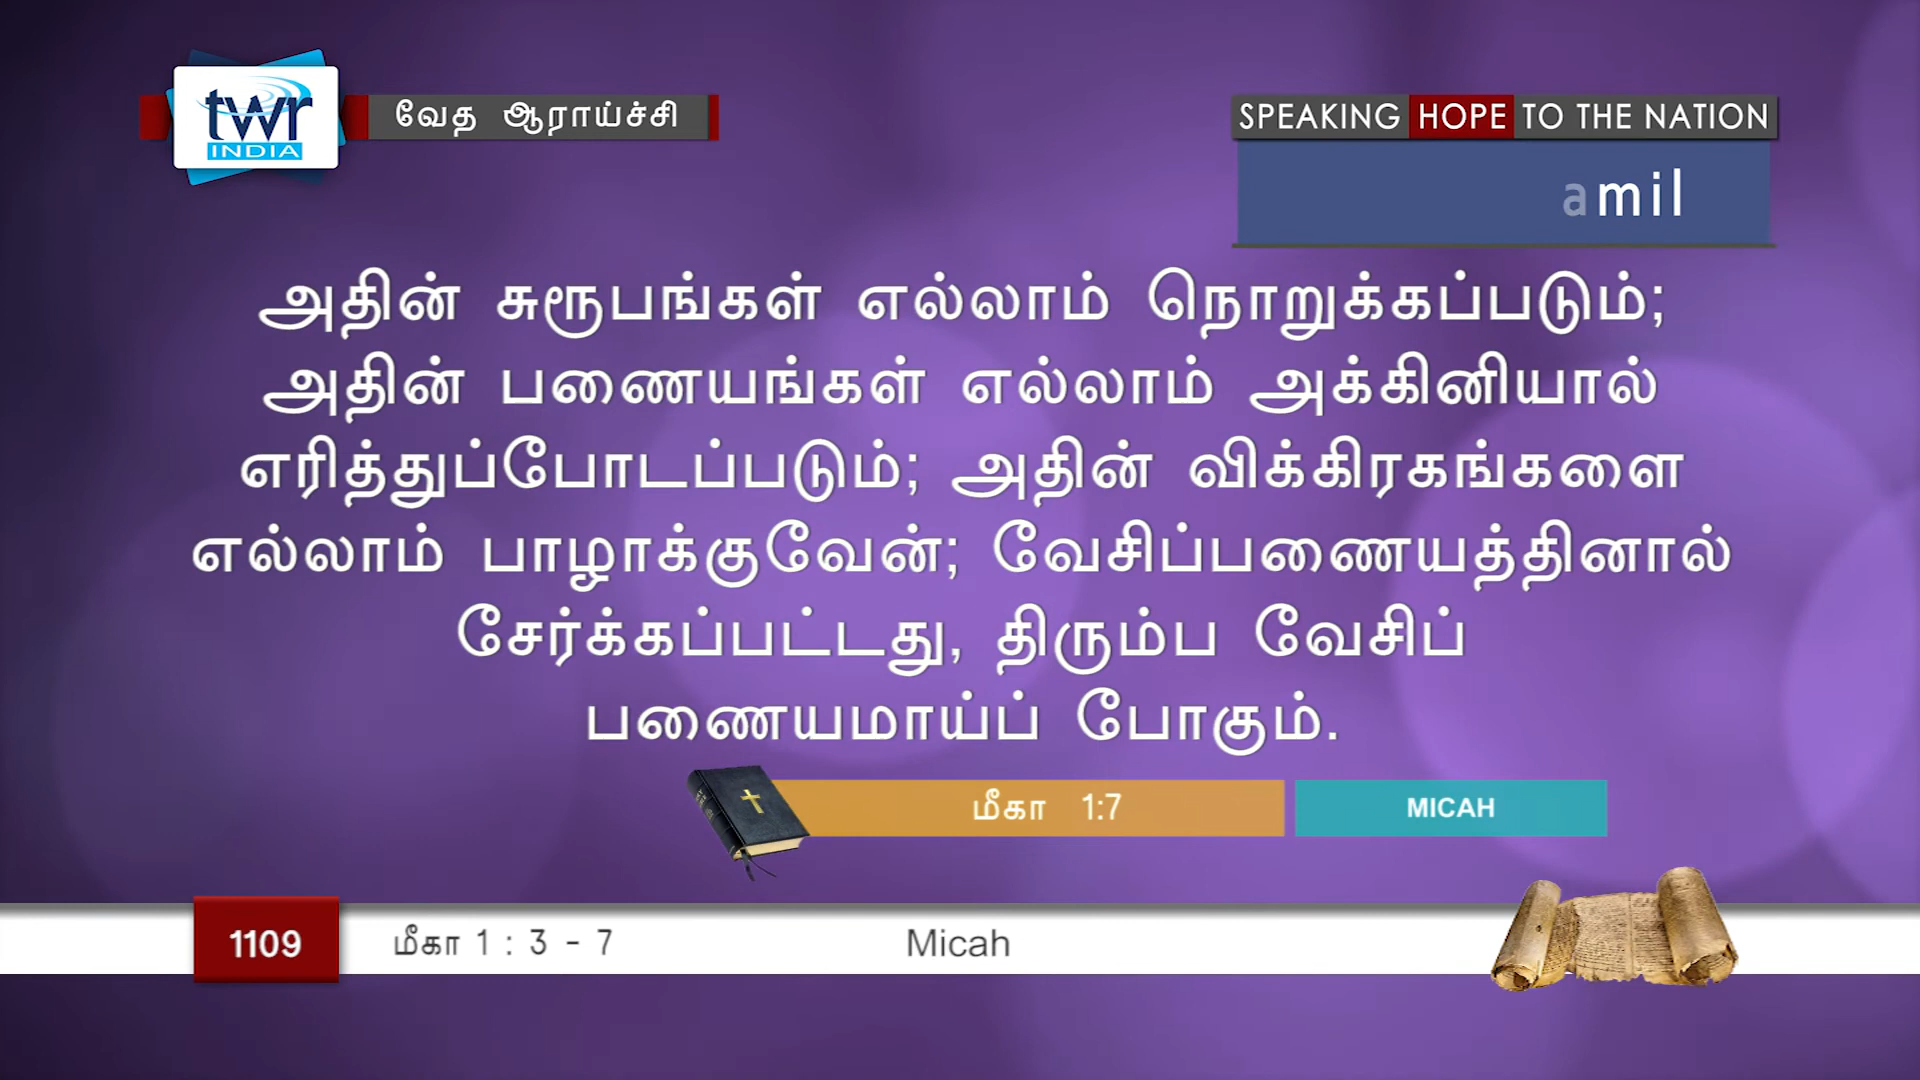 twr
INDIA
வேத ஆராய்ச்சி
SPEAKING HOPE TO THE NATION
amil
அதின் சுரூபங்கள் எல்லாம் நொறுக்கப்படும்;
அதின் பணையங்கள் எல்லாம் அக்கினியால்
எரித்துப்போடப்படும்; அதின் விக்கிரகங்களை
எல்லாம் பாழாக்குவேன்; வேசிப்பணையத்தினால்
சேர்க்கப்பட்டது, திரும்ப வேசிப்
பணையமாய்ப் போகும்.
மீகா 1:7
MICAH
1109
மீகா 1 : 3 - 7
Micah